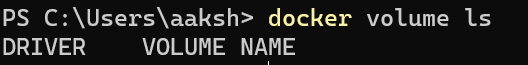 PS C:\Users\aaksh> docker volume ls
DRIVER    VOLUME NAME